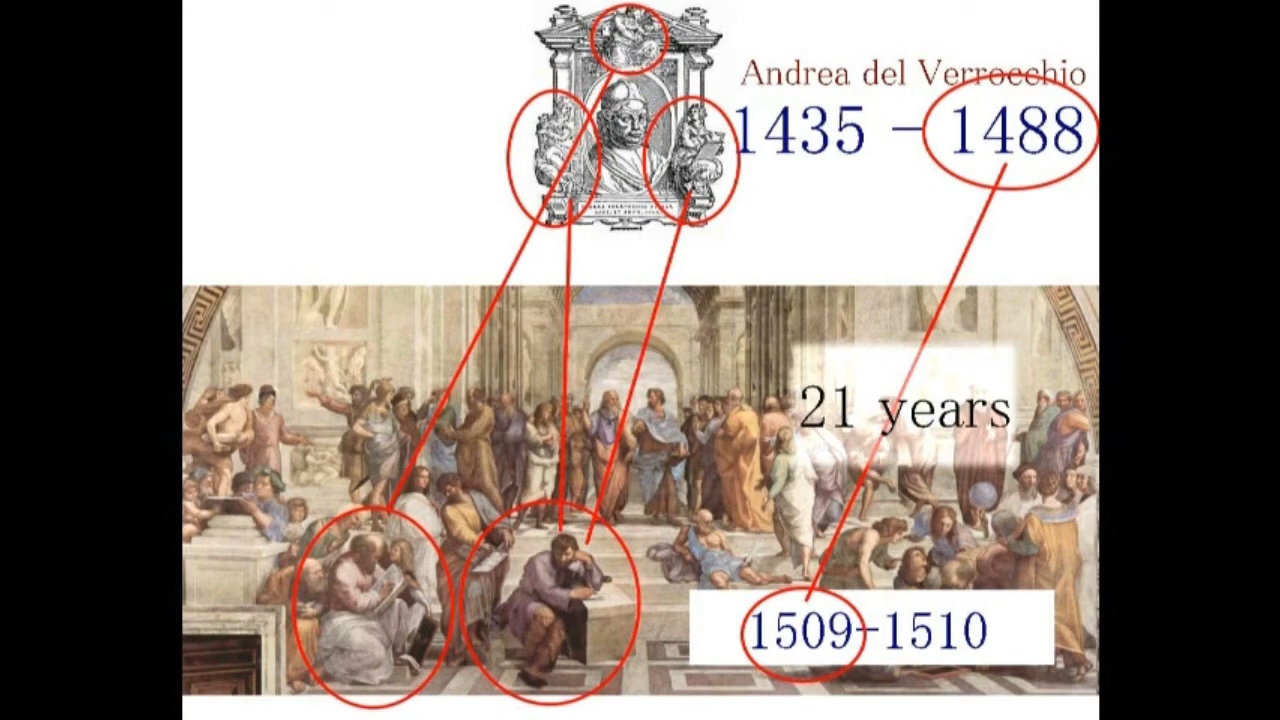 Andrea del Verrocchio
1435 – 1488
21 years
1509-1510